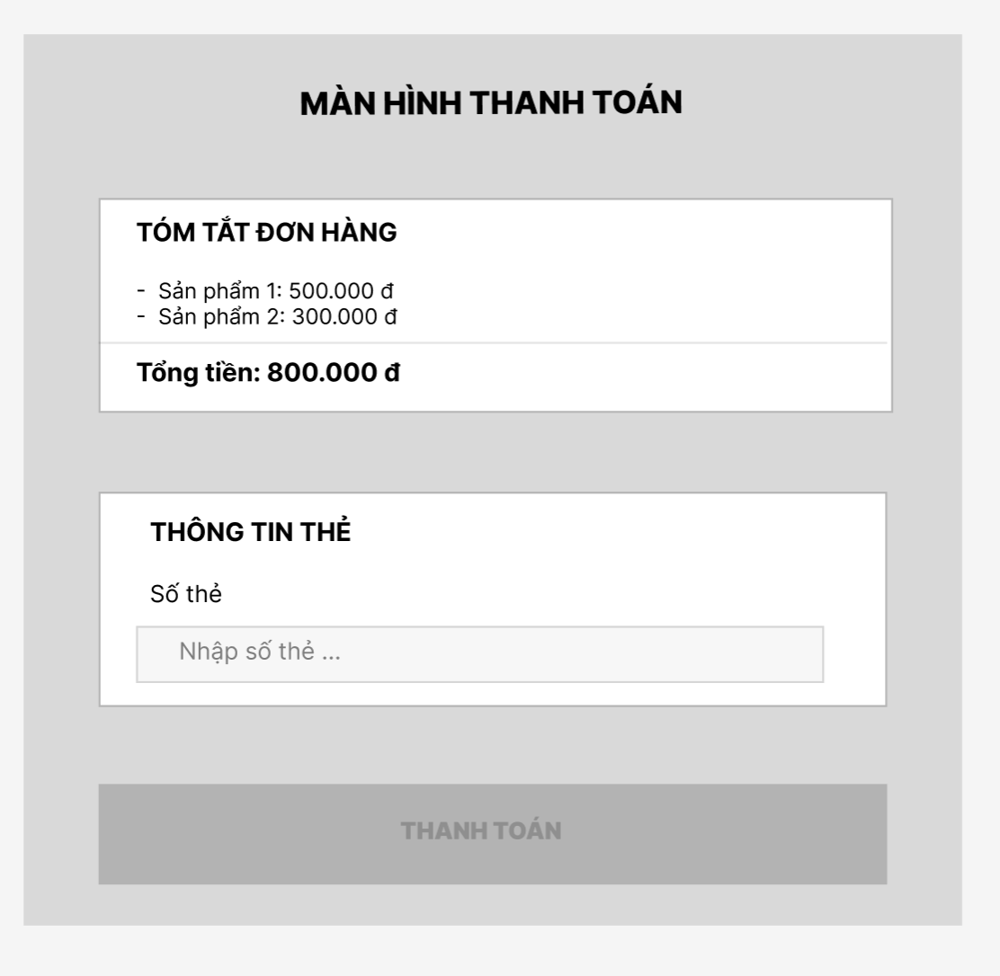 MÀN HÌNH THANH TOÁN
TÓM TẮT ĐƠN HÀNG
- Sản phẩm 1: 500.000 đ
- Sản phẩm 2: 300.000 đ
Tổng tiền: 800.000 đ
THÔNG TIN THẺ
Số thẻ
Nhập số thẻ ...
THANH TOÁN